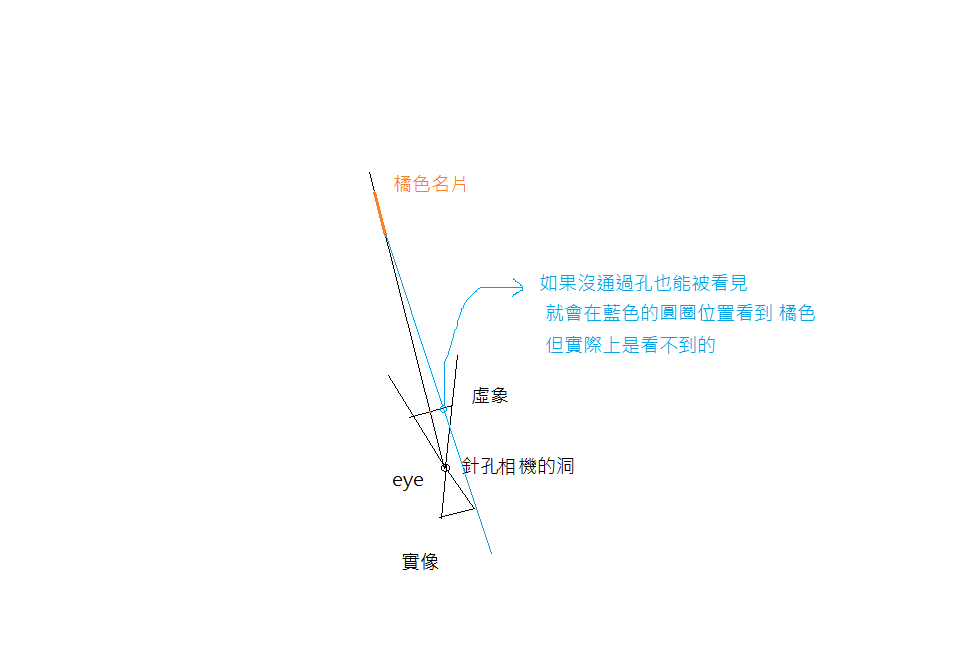 橘色名片
如果沒通過孔也能被看見
就會在藍色的圓圈位置看到 橘色
但實際上是看不到的
虛象
針孔相機的洞
eye
實像